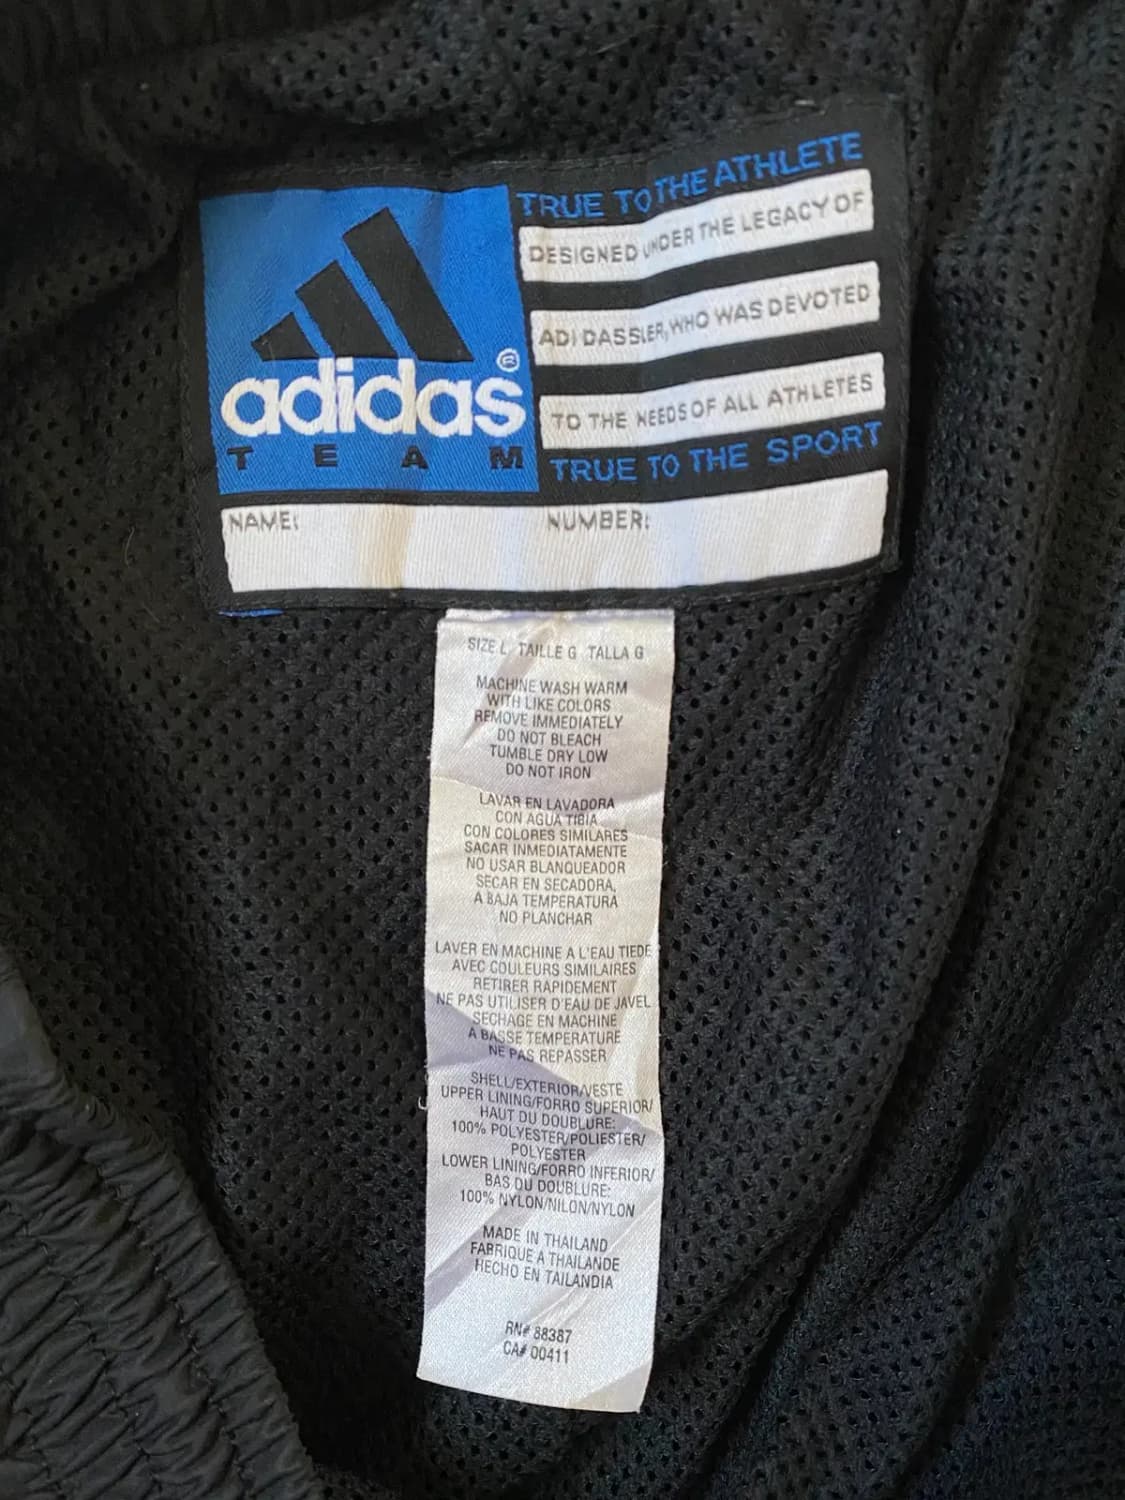 adidas®
TEAM
TRUE TO THE ATHLETE
DESIGNED UNDER THE LEGACY OF
ADI DASSLER, WHO WAS DEVOTED
TO THE NEEDS OF ALL ATHLETES
TRUE TO THE SPORT
NAME: NUMBER:
SIZE L TAILLE G TALLA G
MACHINE WASH WARM
WITH LIKE COLORS
REMOVE IMMEDIATELY
DO NOT BLEACH
TUMBLE DRY LOW
DO NOT IRON
LAVAR EN LAVADORA
CON AGUA TIBIA
CON COLORES SIMILARES
SACAR INMEDIATAMENTE
NO USAR BLANQUEADOR
SECAR EN SECADORA,
A BAJA TEMPERATURA
NO PLANCHAR
LAVER EN MACHINE A L'EAU TIEDE
AVEC COULEURS SIMILAIRES
RETIRER RAPIDEMENT
NE PAS UTILISER D'EAU DE JAVEL
SECHAGE EN MACHINE
A BASSE TEMPERATURE
NE PAS REPASSER
SHELL/EXTERIOR/VESTE
UPPER LINING/FORRO SUPERIOR/
HAUT DU DOUBLURE:
100% POLYESTER/POLIESTER/
POLYESTER
LOWER LINING/FORRO INFERIOR/
BAS DU DOUBLURE:
100% NYLON/NILON/NYLON
MADE IN THAILAND
FABRIQUE A THAILANDE
HECHO EN TAILANDIA
RN# 88387
CA# 00411